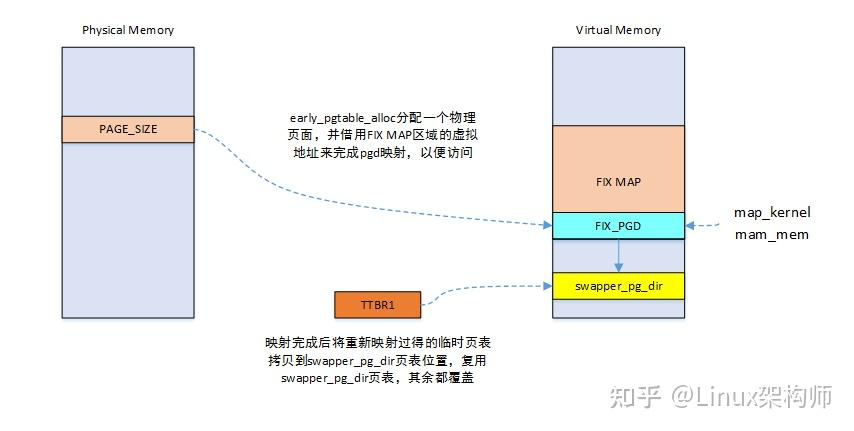 Physical Memory
Virtual Memory
early_pgtable_alloc分配一个物理
页面，并借用FIX MAP区域的虚拟
地址来完成pgd映射，以便访问
PAGE_SIZE
FIX MAP
FIX_PGD
map_kernel
mam_mem
swapper_pg_dir
TTBR1
映射完成后将重新映射过得的临时页表
拷贝到swapper_pg_dir页表位置，复用
swapper_pg_dir页表，其余都覆盖
知乎 @Linux架构师